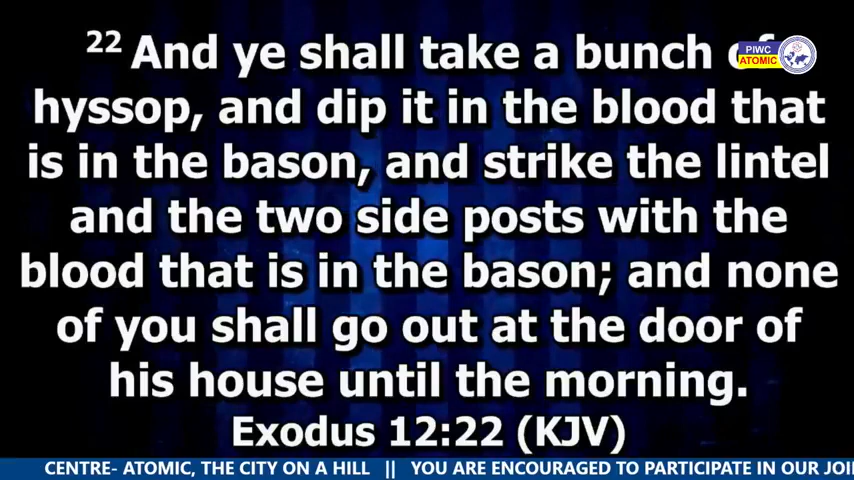 PIWC
ATOMIC
22 And ye shall take a bunch
hyssop, and dip it in the blood that
is in the bason, and strike the lintel
and the two side posts with the
blood that is in the bason; and none
of you shall go out at the door of
his house until the morning.
Exodus 12:22 (KJV)
CENTRE- ATOMIC, THE CITY ON A HILL || YOU ARE ENCOURAGED TO PARTICIPATE IN OUR JOI